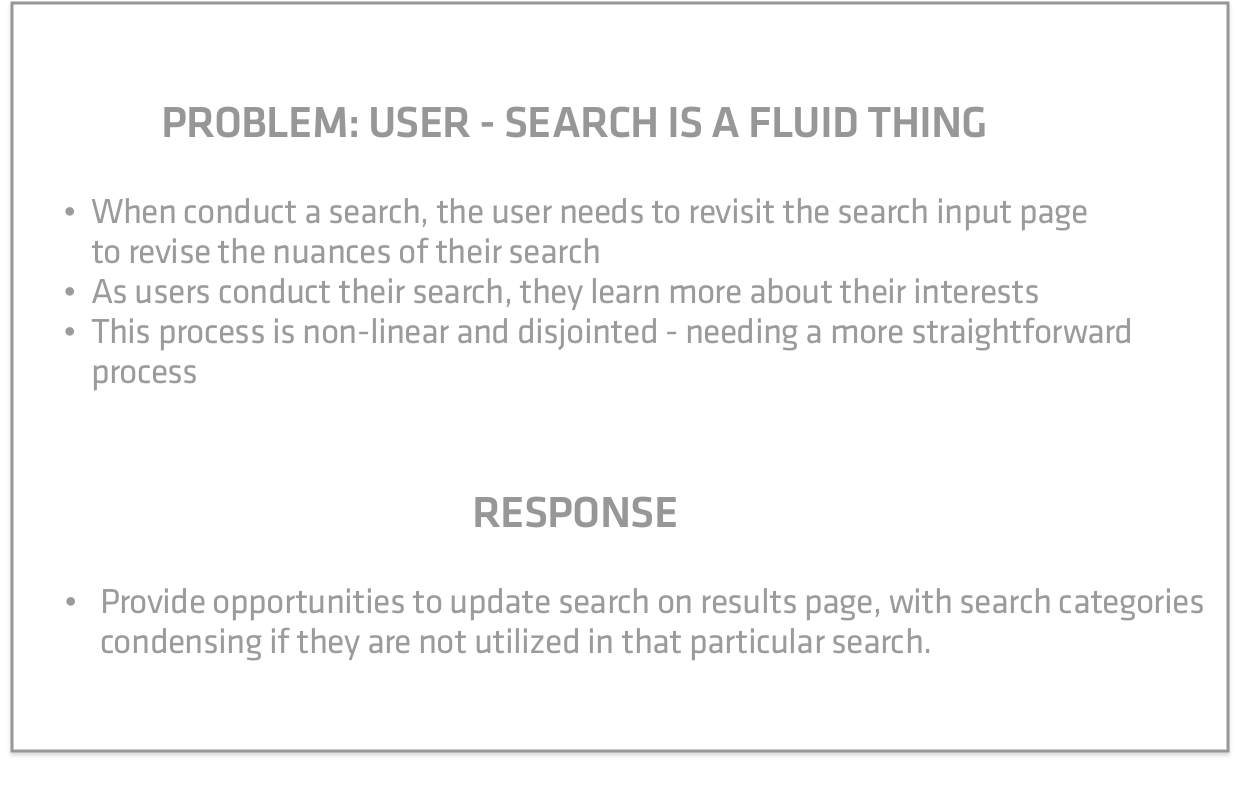 PROBLEM: USER - SEARCH IS A FLUID THING
• When conduct a search, the user needs to revisit the search input page
to revise the nuances of their search
• As users conduct their search, they learn more about their interests
• This process is non-linear and disjointed - needing a more straightforward
process
RESPONSE
• Provide opportunities to update search on results page, with search categories
condensing if they are not utilized in that particular search.